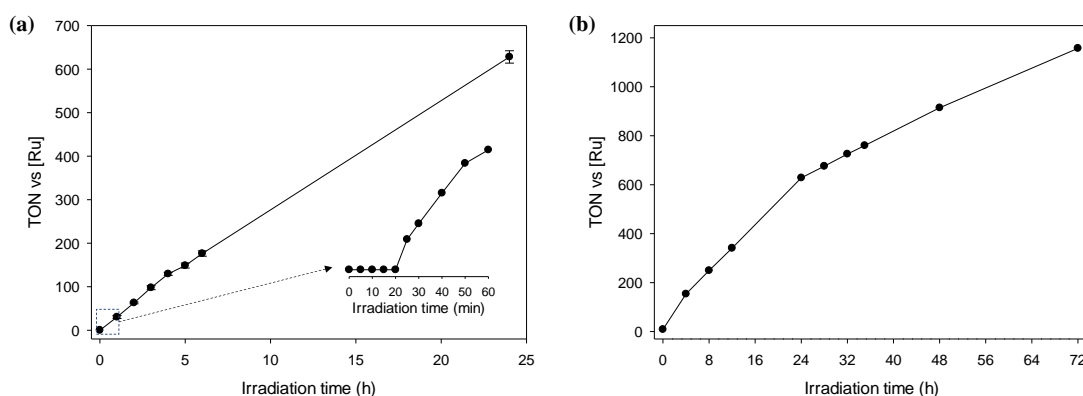 (a)
700
600
500
400
300
200
100
0
TON vs [Ru]
0 5 10 15 20 25
Irradiation time (h)
0 10 20 30 40 50 60
Irradiation time (min)
(b)
1200
1000
800
600
400
200
0
TON vs [Ru]
0 8 16 24 32 40 48 56 64 72
Irradiation time (h)